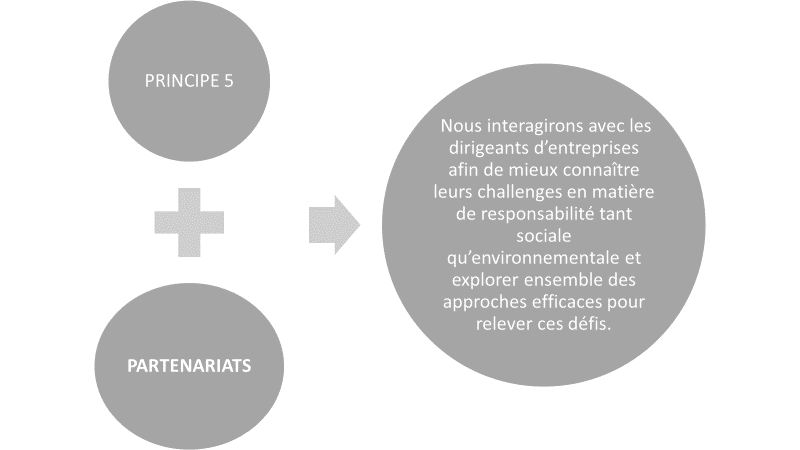 PRINCIPE 5
PARTENARIATS
Nous interagirons avec les
dirigeants d’entreprises
afin de mieux connaître
leurs challenges en matière
de responsabilité tant
sociale
qu’environnementale et
explorer ensemble des
approches efficaces pour
relever ces défis.